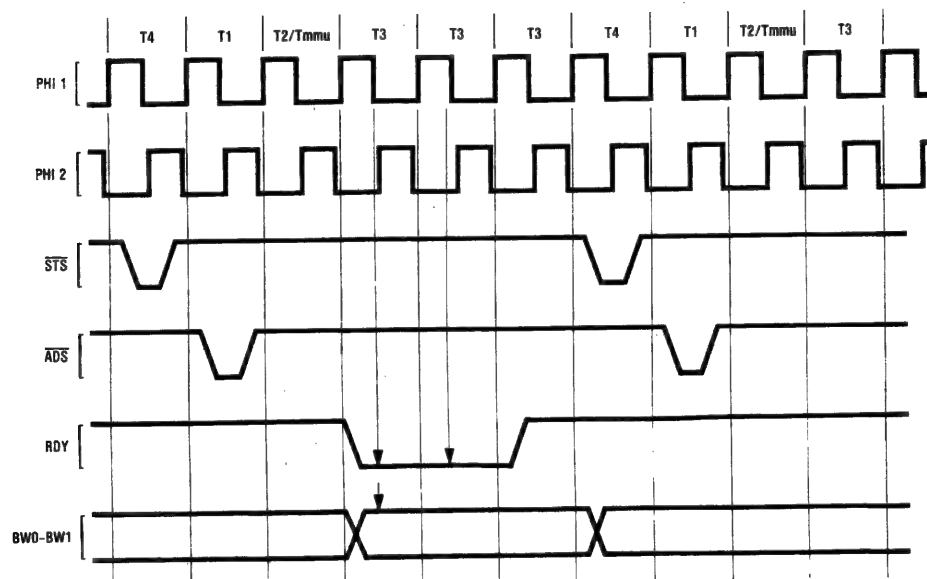 T4 T1 T2/Tmmu T3 T3 T3 T4 T1 T2/Tmmu T3
PHI 1
PHI 2
STS
ADS
RDY
BW0-BW1